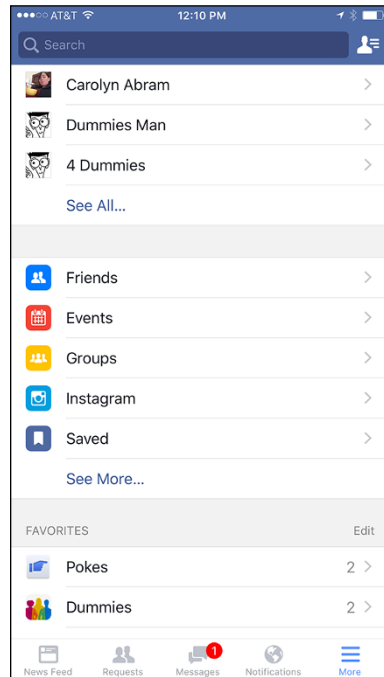 AT&T 12:10 PM
Search
Carolyn Abram
Dummies Man
4 Dummies
See All...
Friends
Events
Groups
Instagram
Saved
See More...
FAVORITES Edit
Pokes 2
Dummies 2
1
News Feed Requests Messages Notifications More